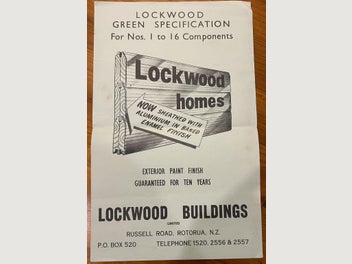 LOCKWOOD
GREEN SPECIFICATION
For Nos. 1 to 16 Components
Lockwood
homes
NOW SHEATHED WITH
ALUMINIUM IN BAKED
ENAMEL FINISH
EXTERIOR PAINT FINISH
GUARANTEED FOR TEN YEARS
LOCKWOOD BUILDINGS
LIMITED
RUSSELL ROAD, ROTORUA, N.Z.
P.O. BOX 520 TELEPHONE 1520, 2556 & 2557